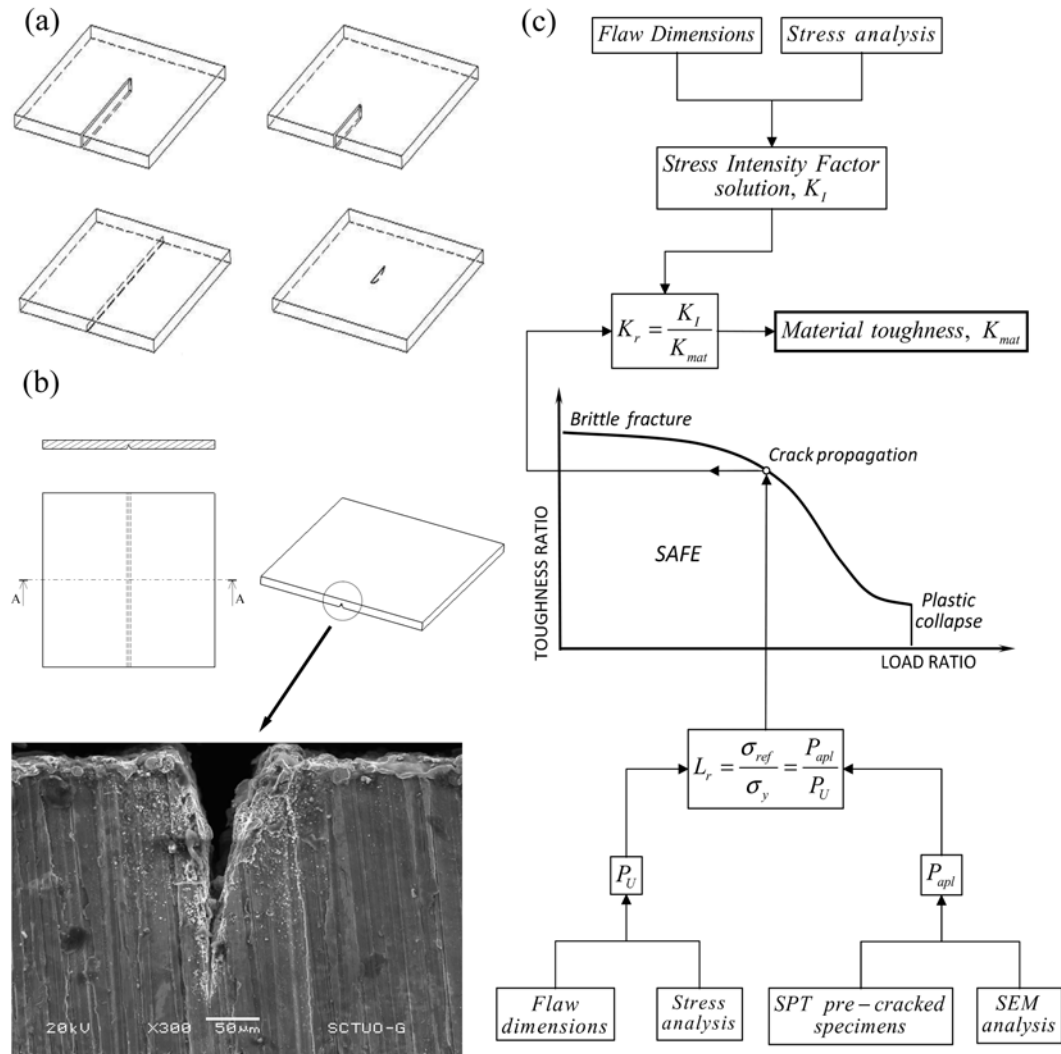 (a)
(b)
A
A
20kV X300 50μm SCTUO-G
(c)
Flaw Dimensions
Stress analysis
Stress Intensity Factor
solution, K_I
K_r = K_I / K_mat
Material toughness, K_mat
TOUGHNESS RATIO
Brittle fracture
Crack propagation
SAFE
Plastic
collapse
LOAD RATIO
L_r = σ_ref / σ_y = P_apl / P_U
P_U
P_apl
Flaw
dimensions
Stress
analysis
SPT pre-cracked
specimens
SEM
analysis